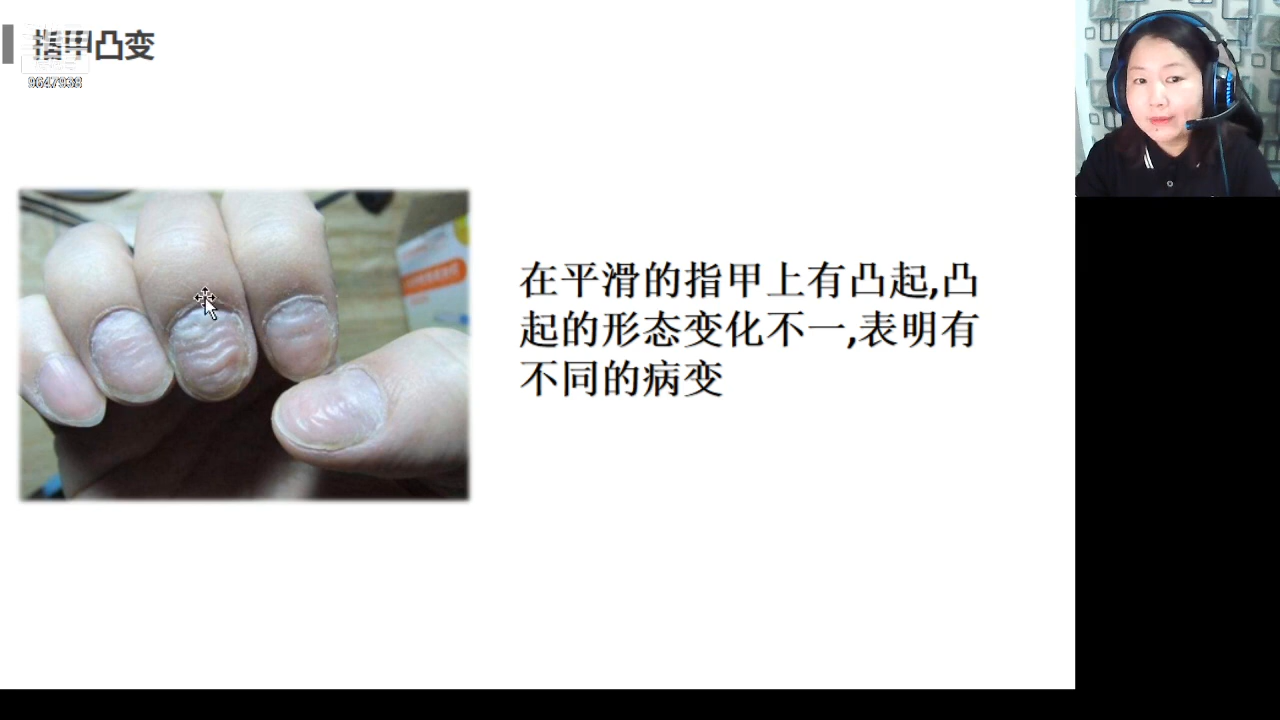 指甲凸变
9647938
在平滑的指甲上有凸起,凸
起的形态变化不一,表明有
不同的病变